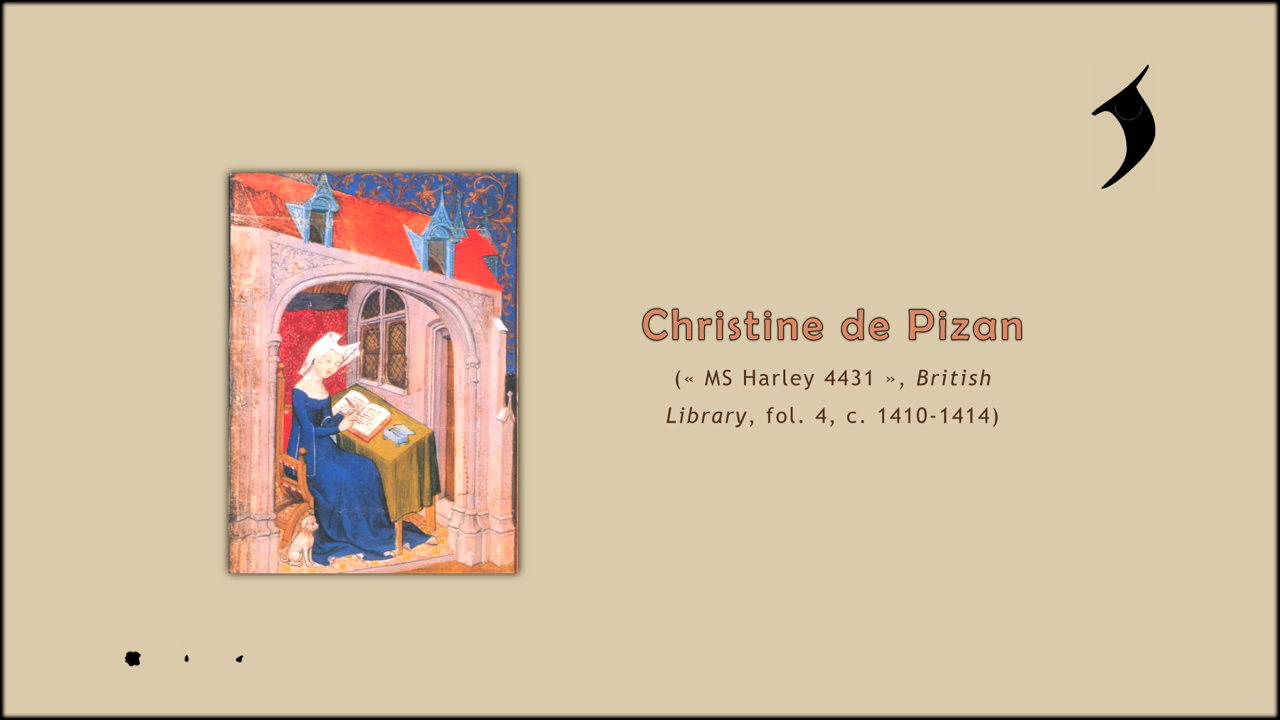 Christine de Pizan
(« MS Harley 4431 », British
Library, fol. 4, c. 1410-1414)